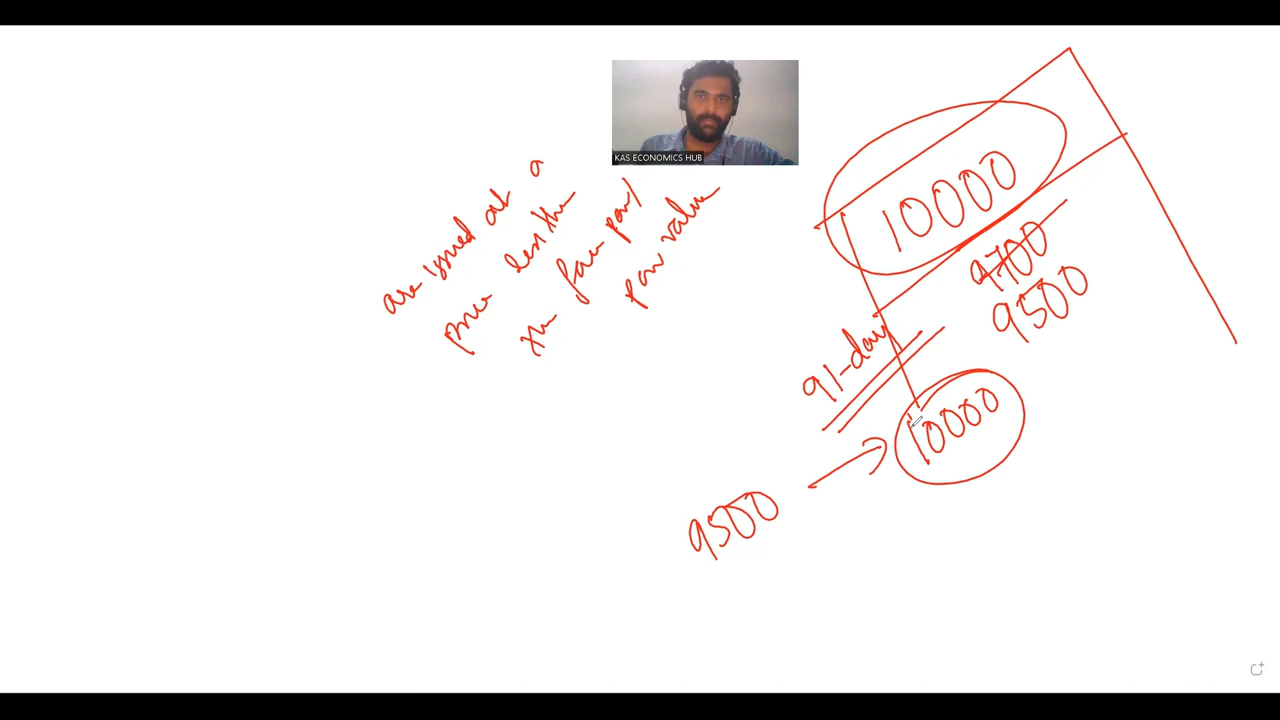 are issued at a
price less than
the face par/
par value
KAS ECONOMICS HUB
10000
9700
9500
91-day
10000
9500